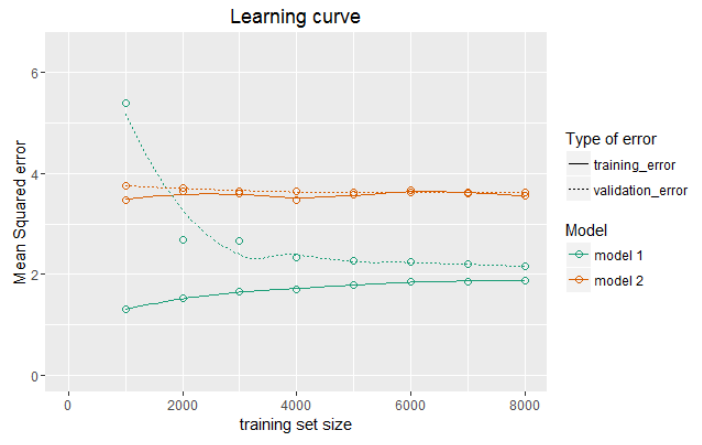 Learning curve
Mean Squared error
6
4
2
0
0 2000 4000 6000 8000
training set size
Type of error
training_error
validation_error
Model
model 1
model 2